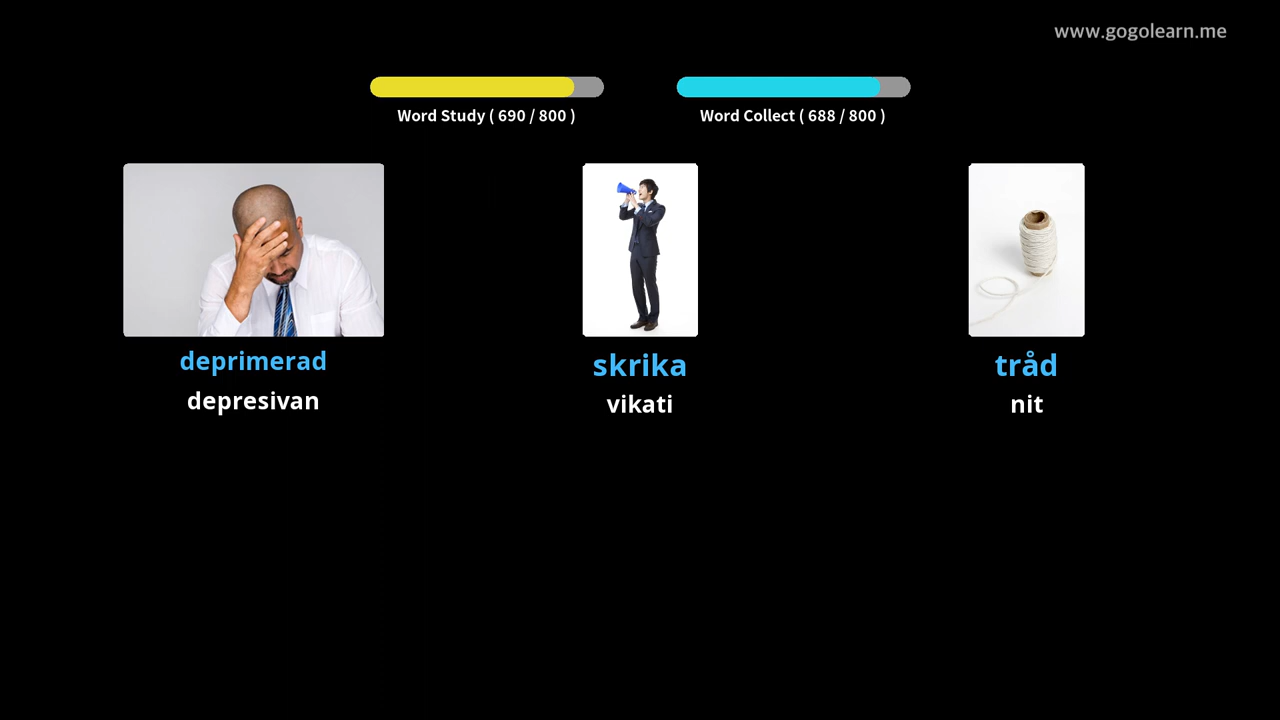 www.gogolearn.me
Word Study ( 690 / 800 )
Word Collect ( 688 / 800 )
deprimerad
depresivan
skrika
vikati
tråd
nit